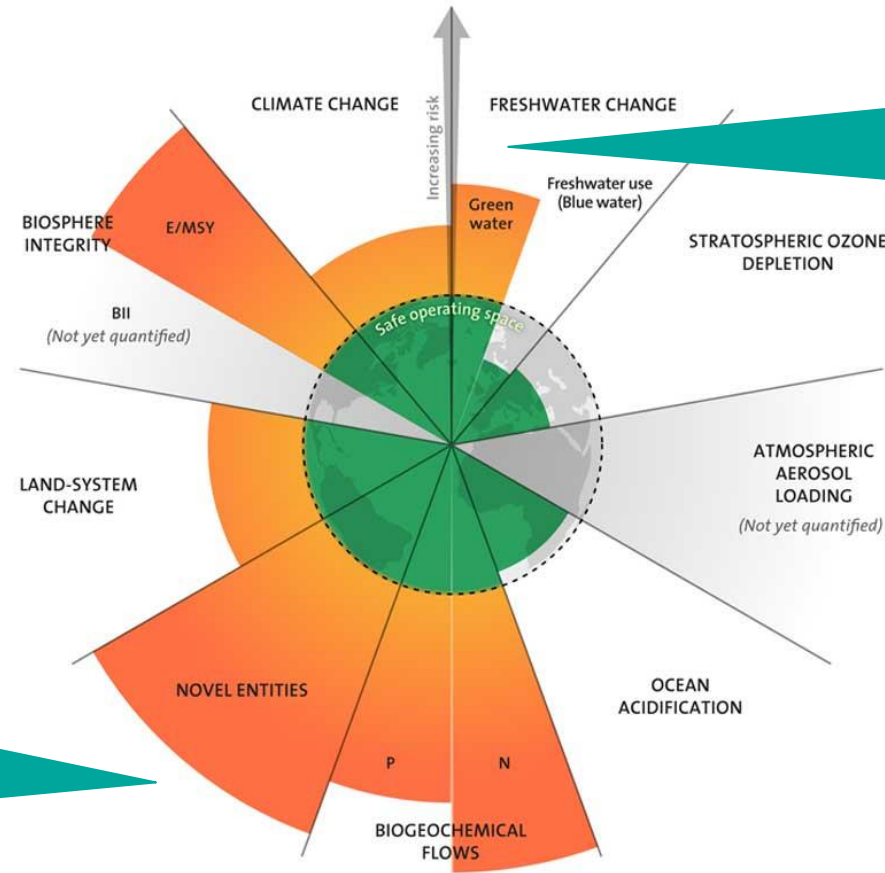 CLIMATE CHANGE
Increasing risk
FRESHWATER CHANGE
Green
water
Freshwater use
(Blue water)
STRATOSPHERIC OZONE
DEPLETION
BIOSPHERE
INTEGRITY
E/MSY
BII
(Not yet quantified)
Safe operating space
LAND-SYSTEM
CHANGE
ATMOSPHERIC
AEROSOL
LOADING
(Not yet quantified)
NOVEL ENTITIES
OCEAN
ACIDIFICATION
P
N
BIOGEOCHEMICAL
FLOWS